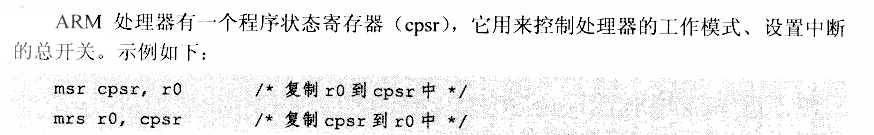 ARM 处理器有一个程序状态寄存器（cpsr），它用来控制处理器的工作模式、设置中断
的总开关。示例如下：
msr cpsr, r0 /* 复制 r0 到 cpsr 中 */
mrs r0, cpsr /* 复制 cpsr 到 r0 中 */